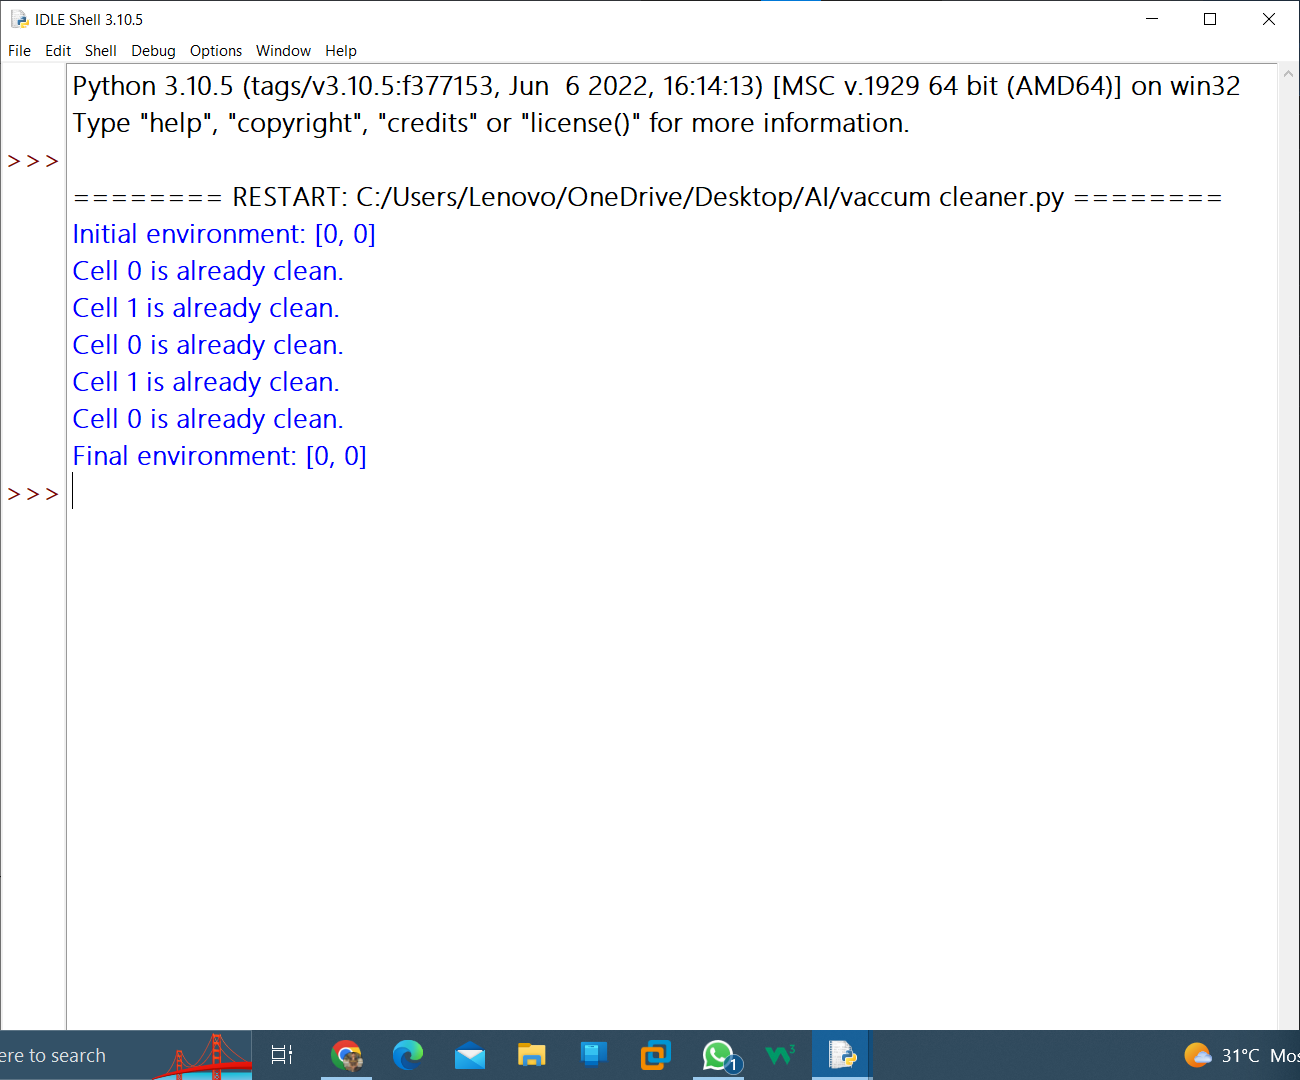 IDLE Shell 3.10.5
File Edit Shell Debug Options Window Help
Python 3.10.5 (tags/v3.10.5:f377153, Jun  6 2022, 16:14:13) [MSC v.1929 64 bit (AMD64)] on win32
Type "help", "copyright", "credits" or "license()" for more information.
>>>
======== RESTART: C:/Users/Lenovo/OneDrive/Desktop/AI/vaccum cleaner.py ========
Initial environment: [0, 0]
Cell 0 is already clean.
Cell 1 is already clean.
Cell 0 is already clean.
Cell 1 is already clean.
Cell 0 is already clean.
Final environment: [0, 0]
>>>
ere to search 1 W3 31°C Mos